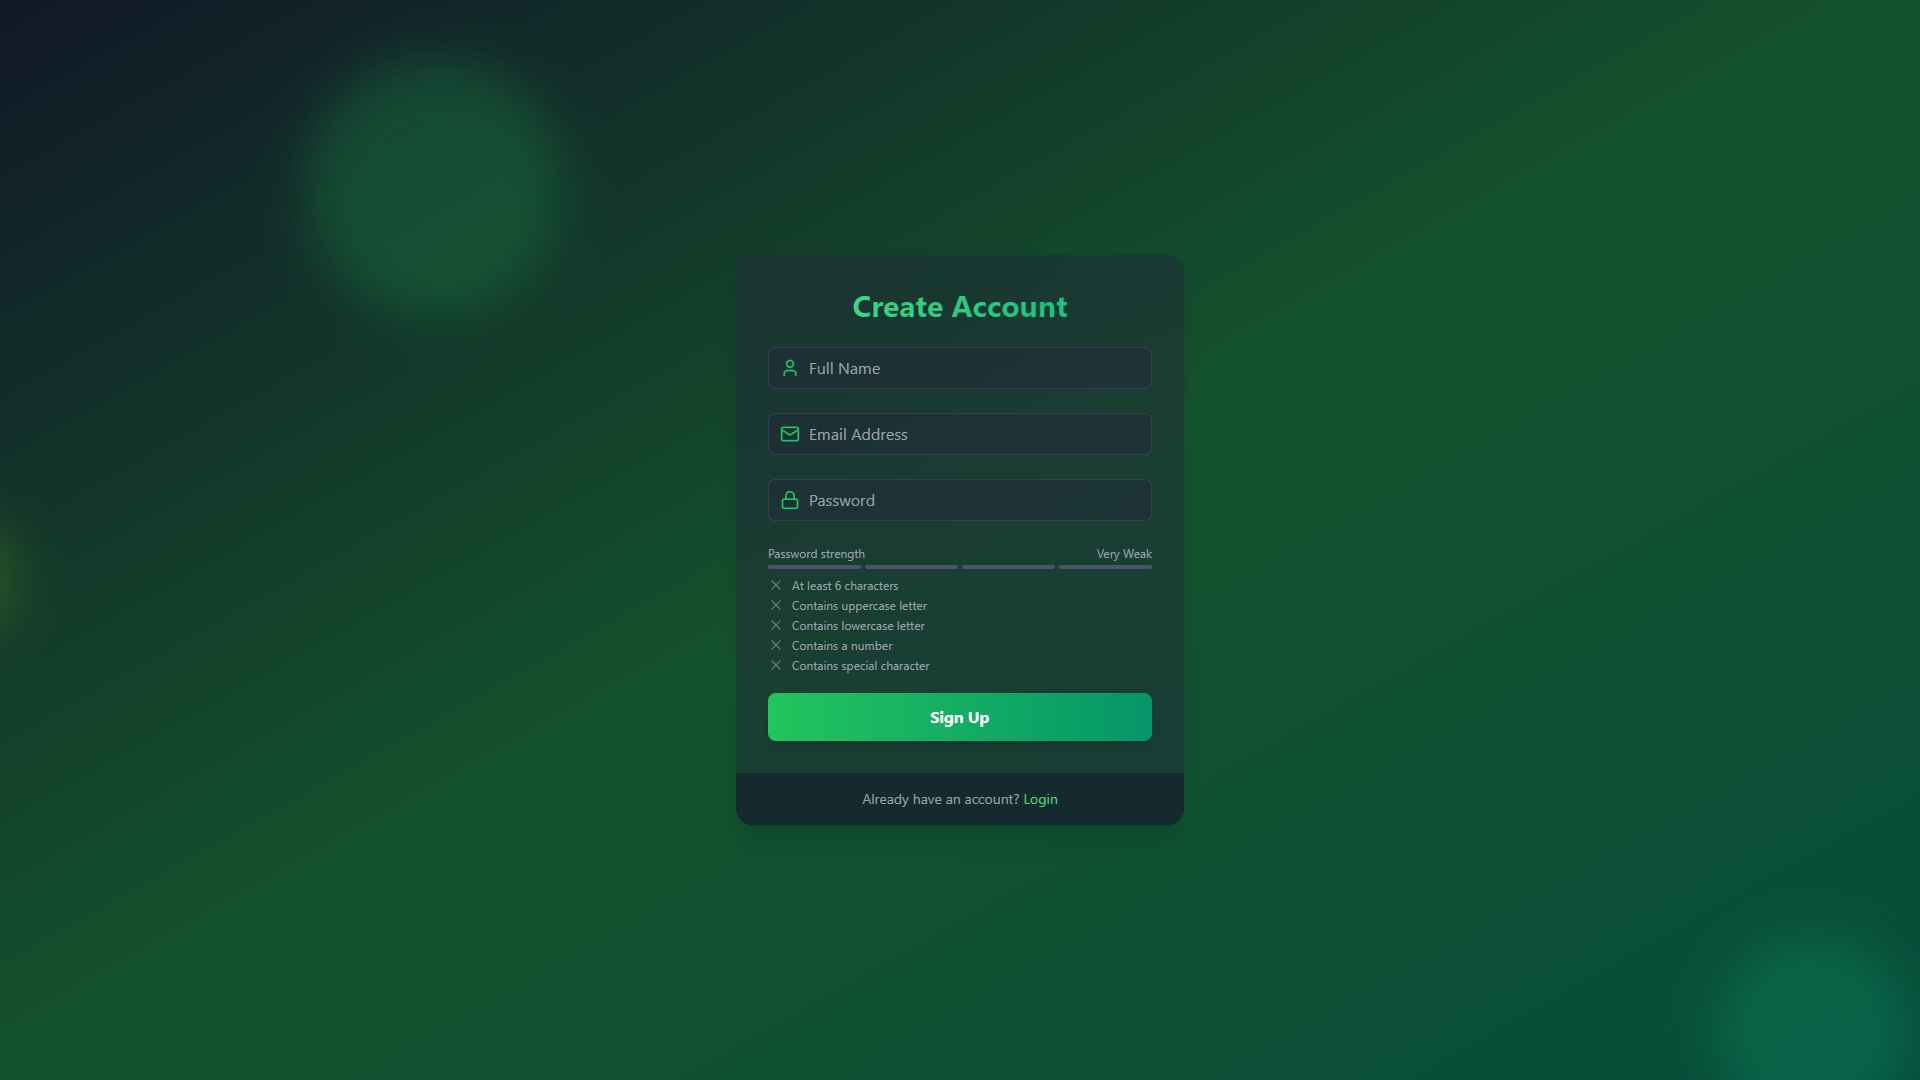 Create Account
Full Name
Email Address
Password
Password strength Very Weak
At least 6 characters
Contains uppercase letter
Contains lowercase letter
Contains a number
Contains special character
Sign Up
Already have an account? Login